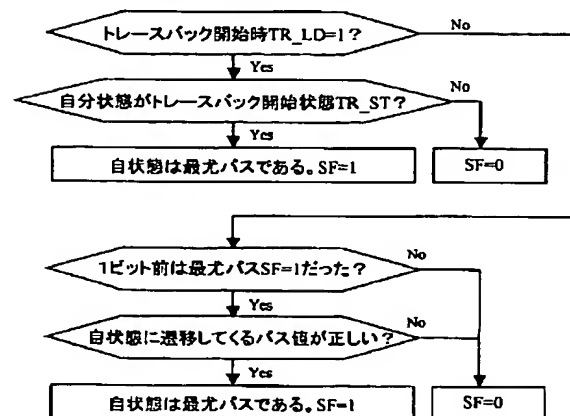 トレースバック開始時TR_LD=1?
No
Yes
自分状態がトレースバック開始状態TR_ST?
No
Yes
自状態は最尤パスである。SF=1
SF=0
1ビット前は最尤パスSF=1だった?
No
Yes
自状態に遷移してくるパス値が正しい?
No
Yes
自状態は最尤パスである。SF=1
SF=0